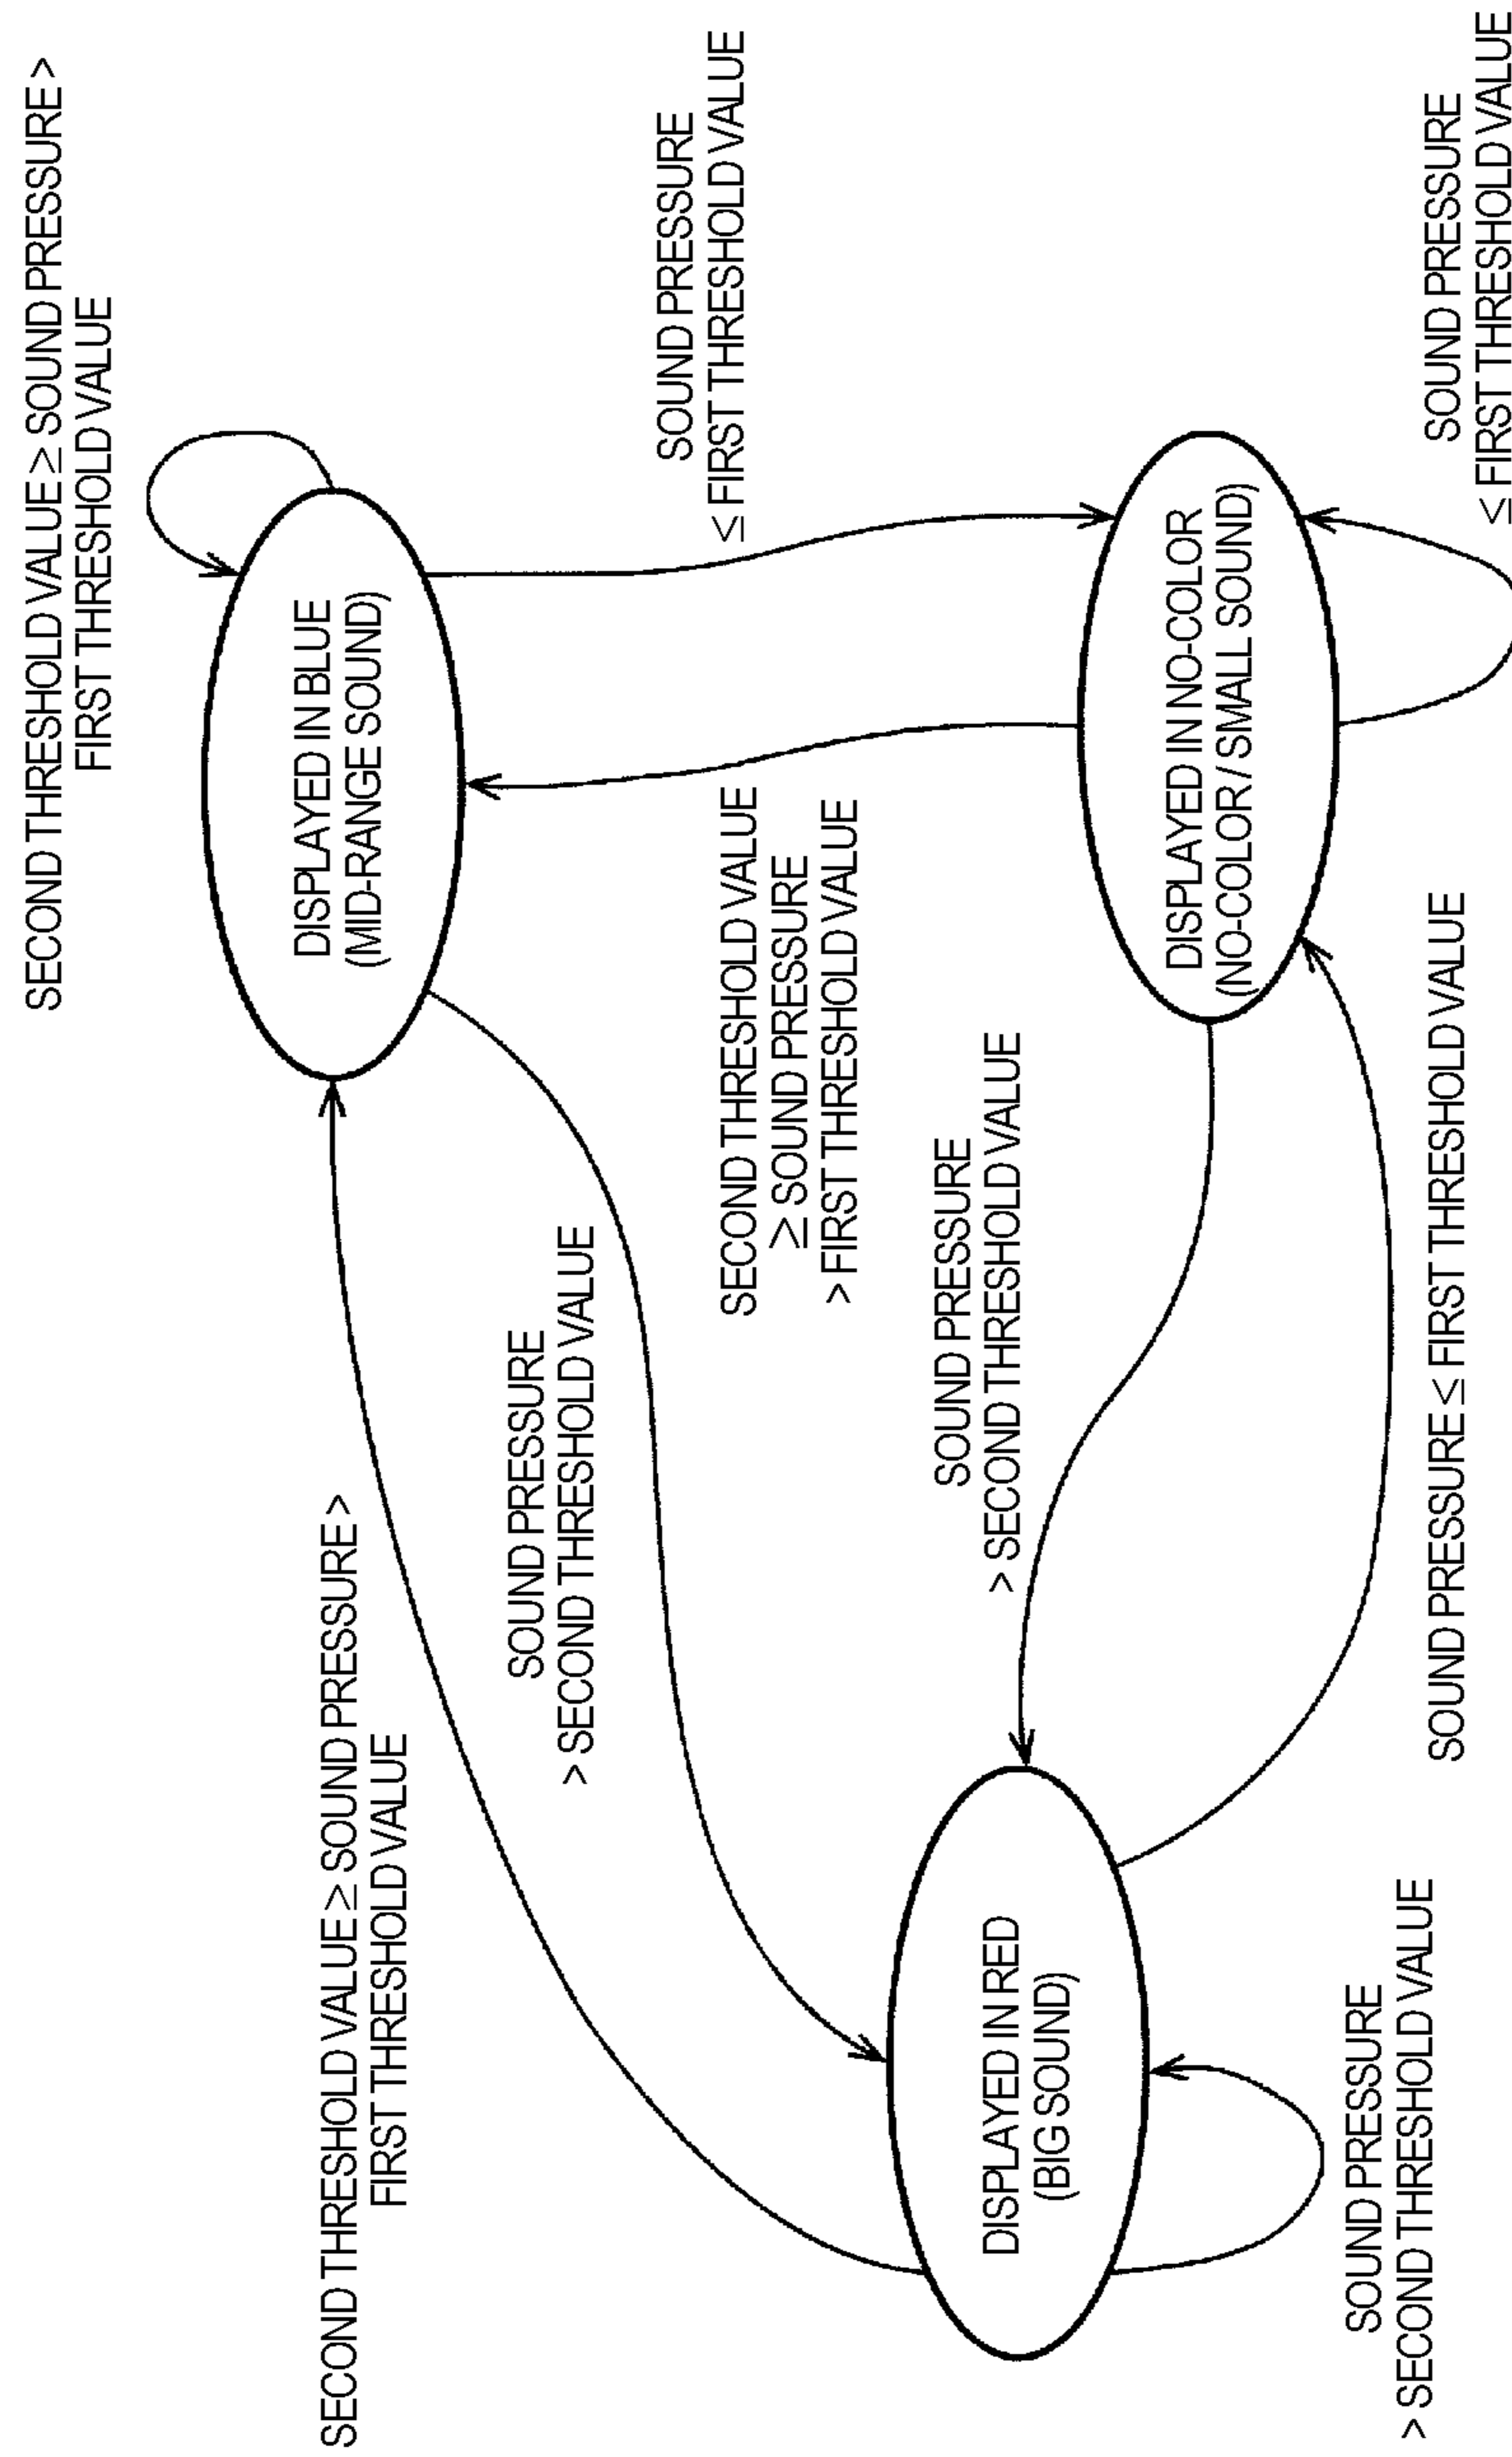 SECOND THRESHOLD VALUE ≥ SOUND PRESSURE >
FIRST THRESHOLD VALUE
DISPLAYED IN BLUE
(MID-RANGE SOUND)
SECOND THRESHOLD VALUE ≥ SOUND PRESSURE >
FIRST THRESHOLD VALUE
SOUND PRESSURE
> SECOND THRESHOLD VALUE
SOUND PRESSURE
≤ FIRST THRESHOLD VALUE
SECOND THRESHOLD VALUE
≥ SOUND PRESSURE
> FIRST THRESHOLD VALUE
SOUND PRESSURE
> SECOND THRESHOLD VALUE
DISPLAYED IN RED
(BIG SOUND)
DISPLAYED IN NO-COLOR
(NO-COLOR / SMALL SOUND)
SOUND PRESSURE
> SECOND THRESHOLD VALUE
SOUND PRESSURE ≤ FIRST THRESHOLD VALUE
SOUND PRESSURE
≤ FIRST THRESHOLD VALUE